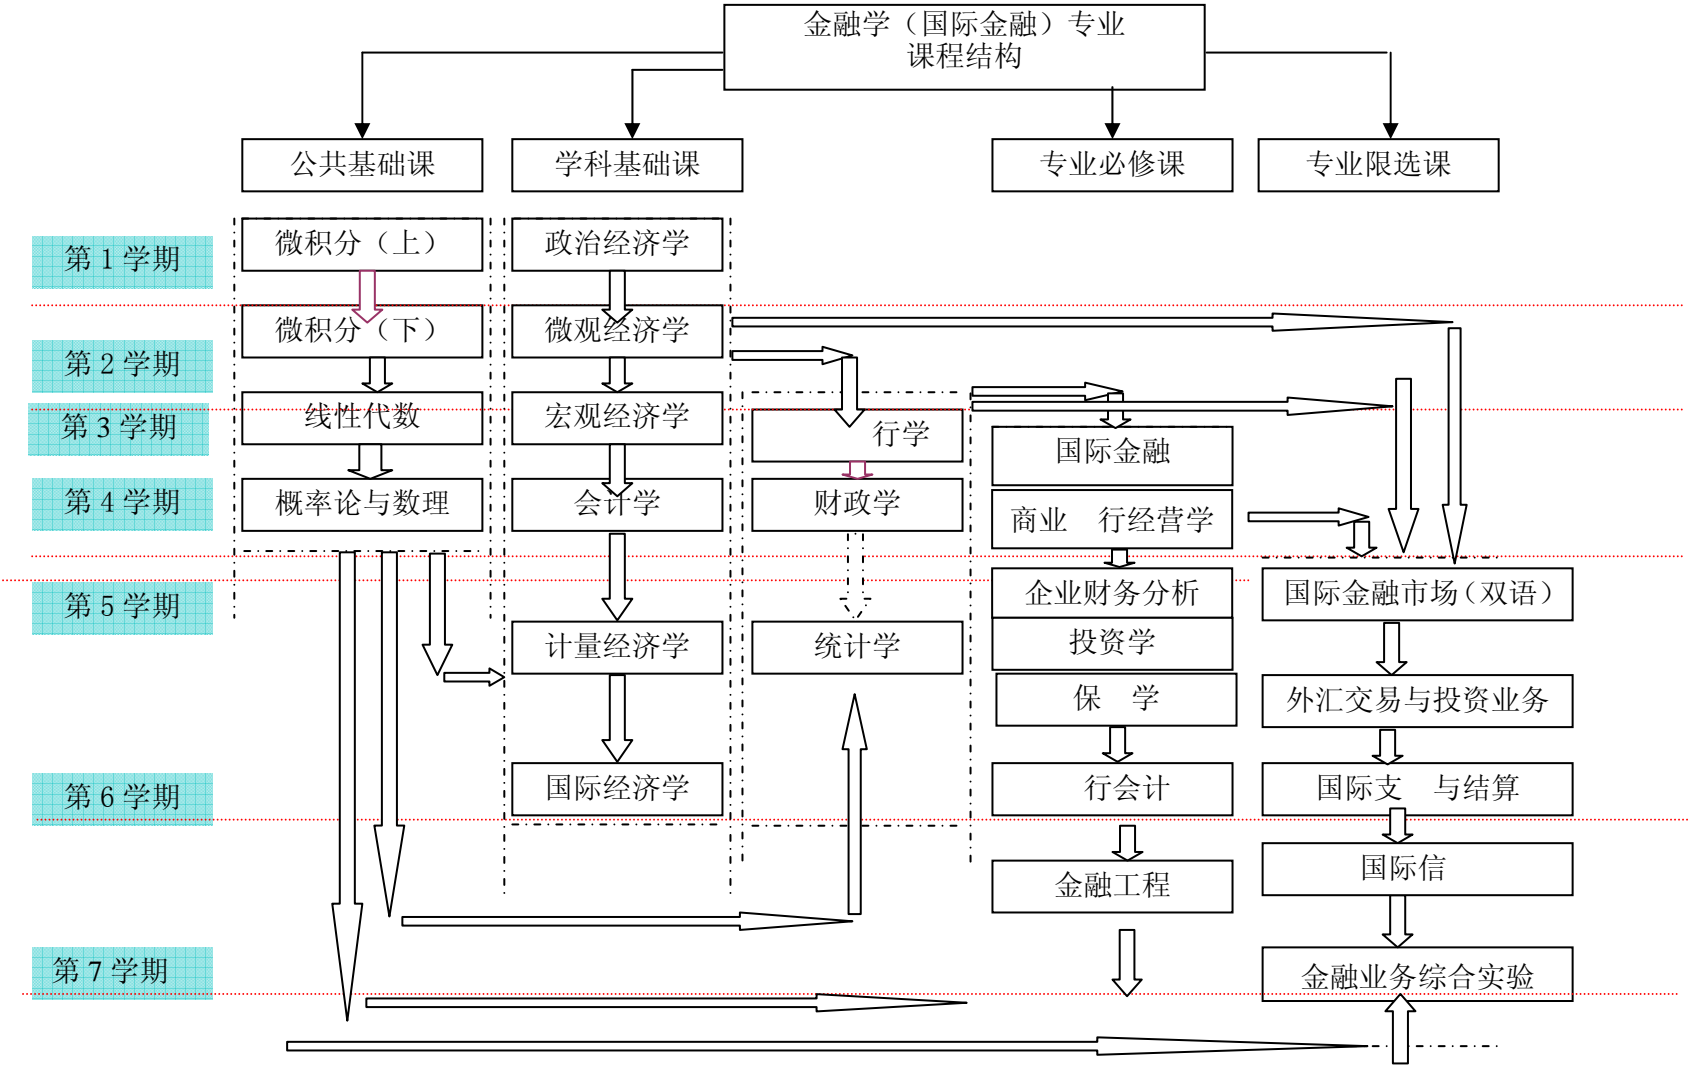 金融学（国际金融）专业
课程结构
公共基础课
学科基础课
专业必修课
专业限选课
第 1 学期
微积分（上）
政治经济学
第 2 学期
微积分（下）
微观经济学
第 3 学期
线性代数
宏观经济学
行学
国际金融
第 4 学期
概率论与数理
会计学
财政学
商业 行经营学
第 5 学期
企业财务分析
国际金融市场（双语）
计量经济学
统计学
投资学
保 学
外汇交易与投资业务
第 6 学期
国际经济学
行会计
国际支 与结算
金融工程
国际信
第 7 学期
金融业务综合实验